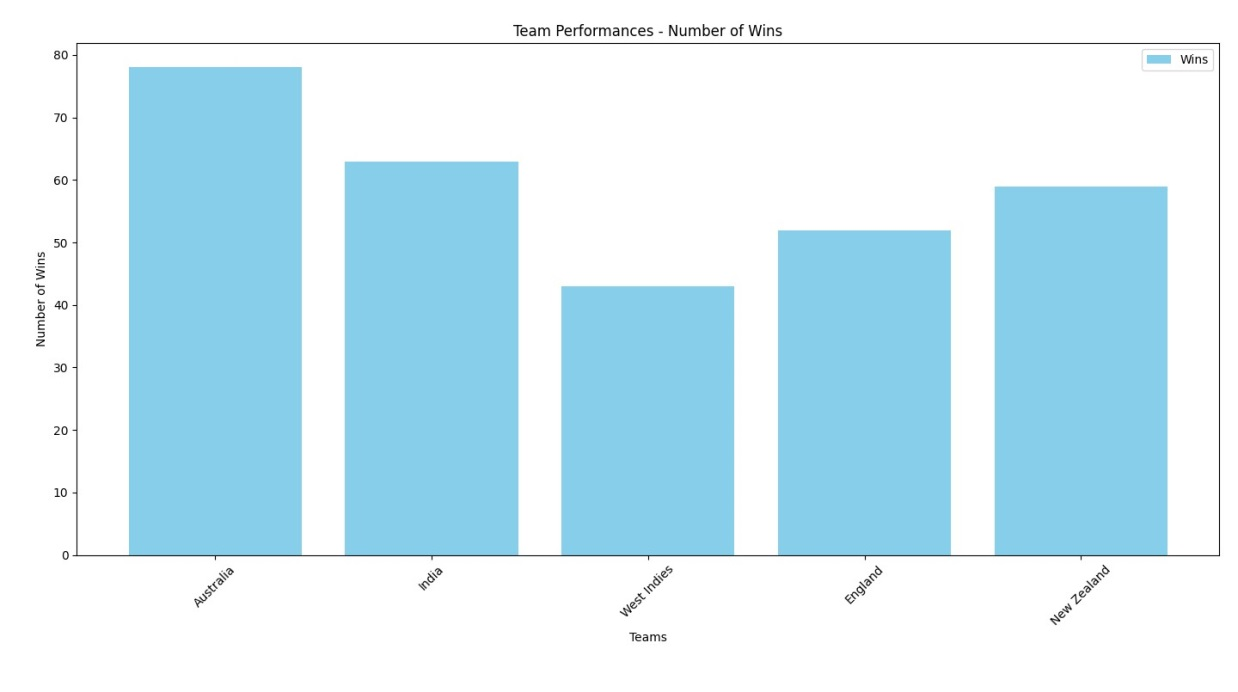 Team Performances - Number of Wins
Wins
80
70
60
50
40
30
20
10
0
Number of Wins
Australia
India
West Indies
England
New Zealand
Teams